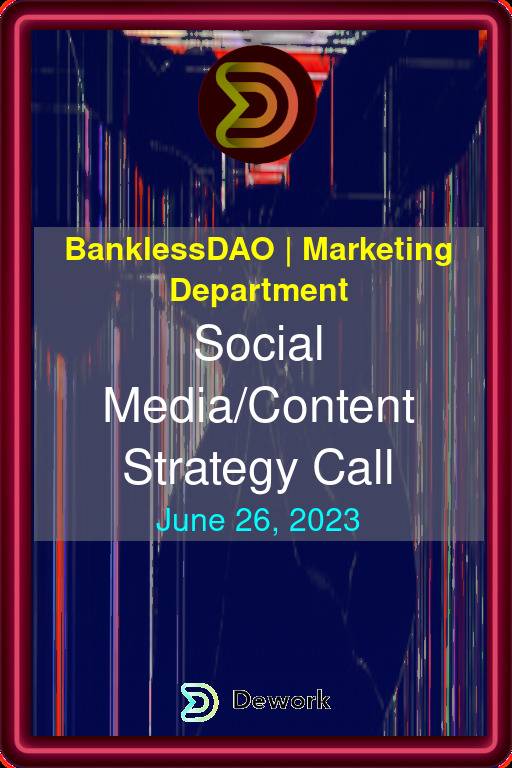 BanklessDAO | Marketing
Department
Social
Media/Content
Strategy Call
June 26, 2023
Dework